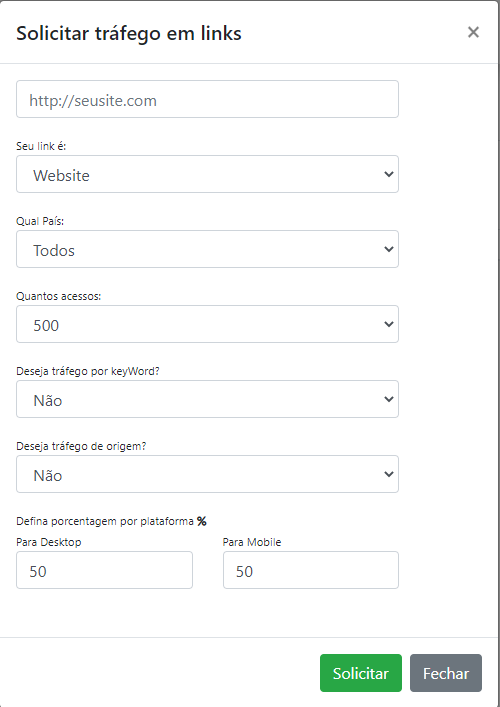 Solicitar tráfego em links
×
http://seusite.com
Seu link é:
Website
Qual País:
Todos
Quantos acessos:
500
Deseja tráfego por keyWord?
Não
Deseja tráfego de origem?
Não
Defina porcentagem por plataforma %
Para Desktop Para Mobile
50 50
Solicitar Fechar